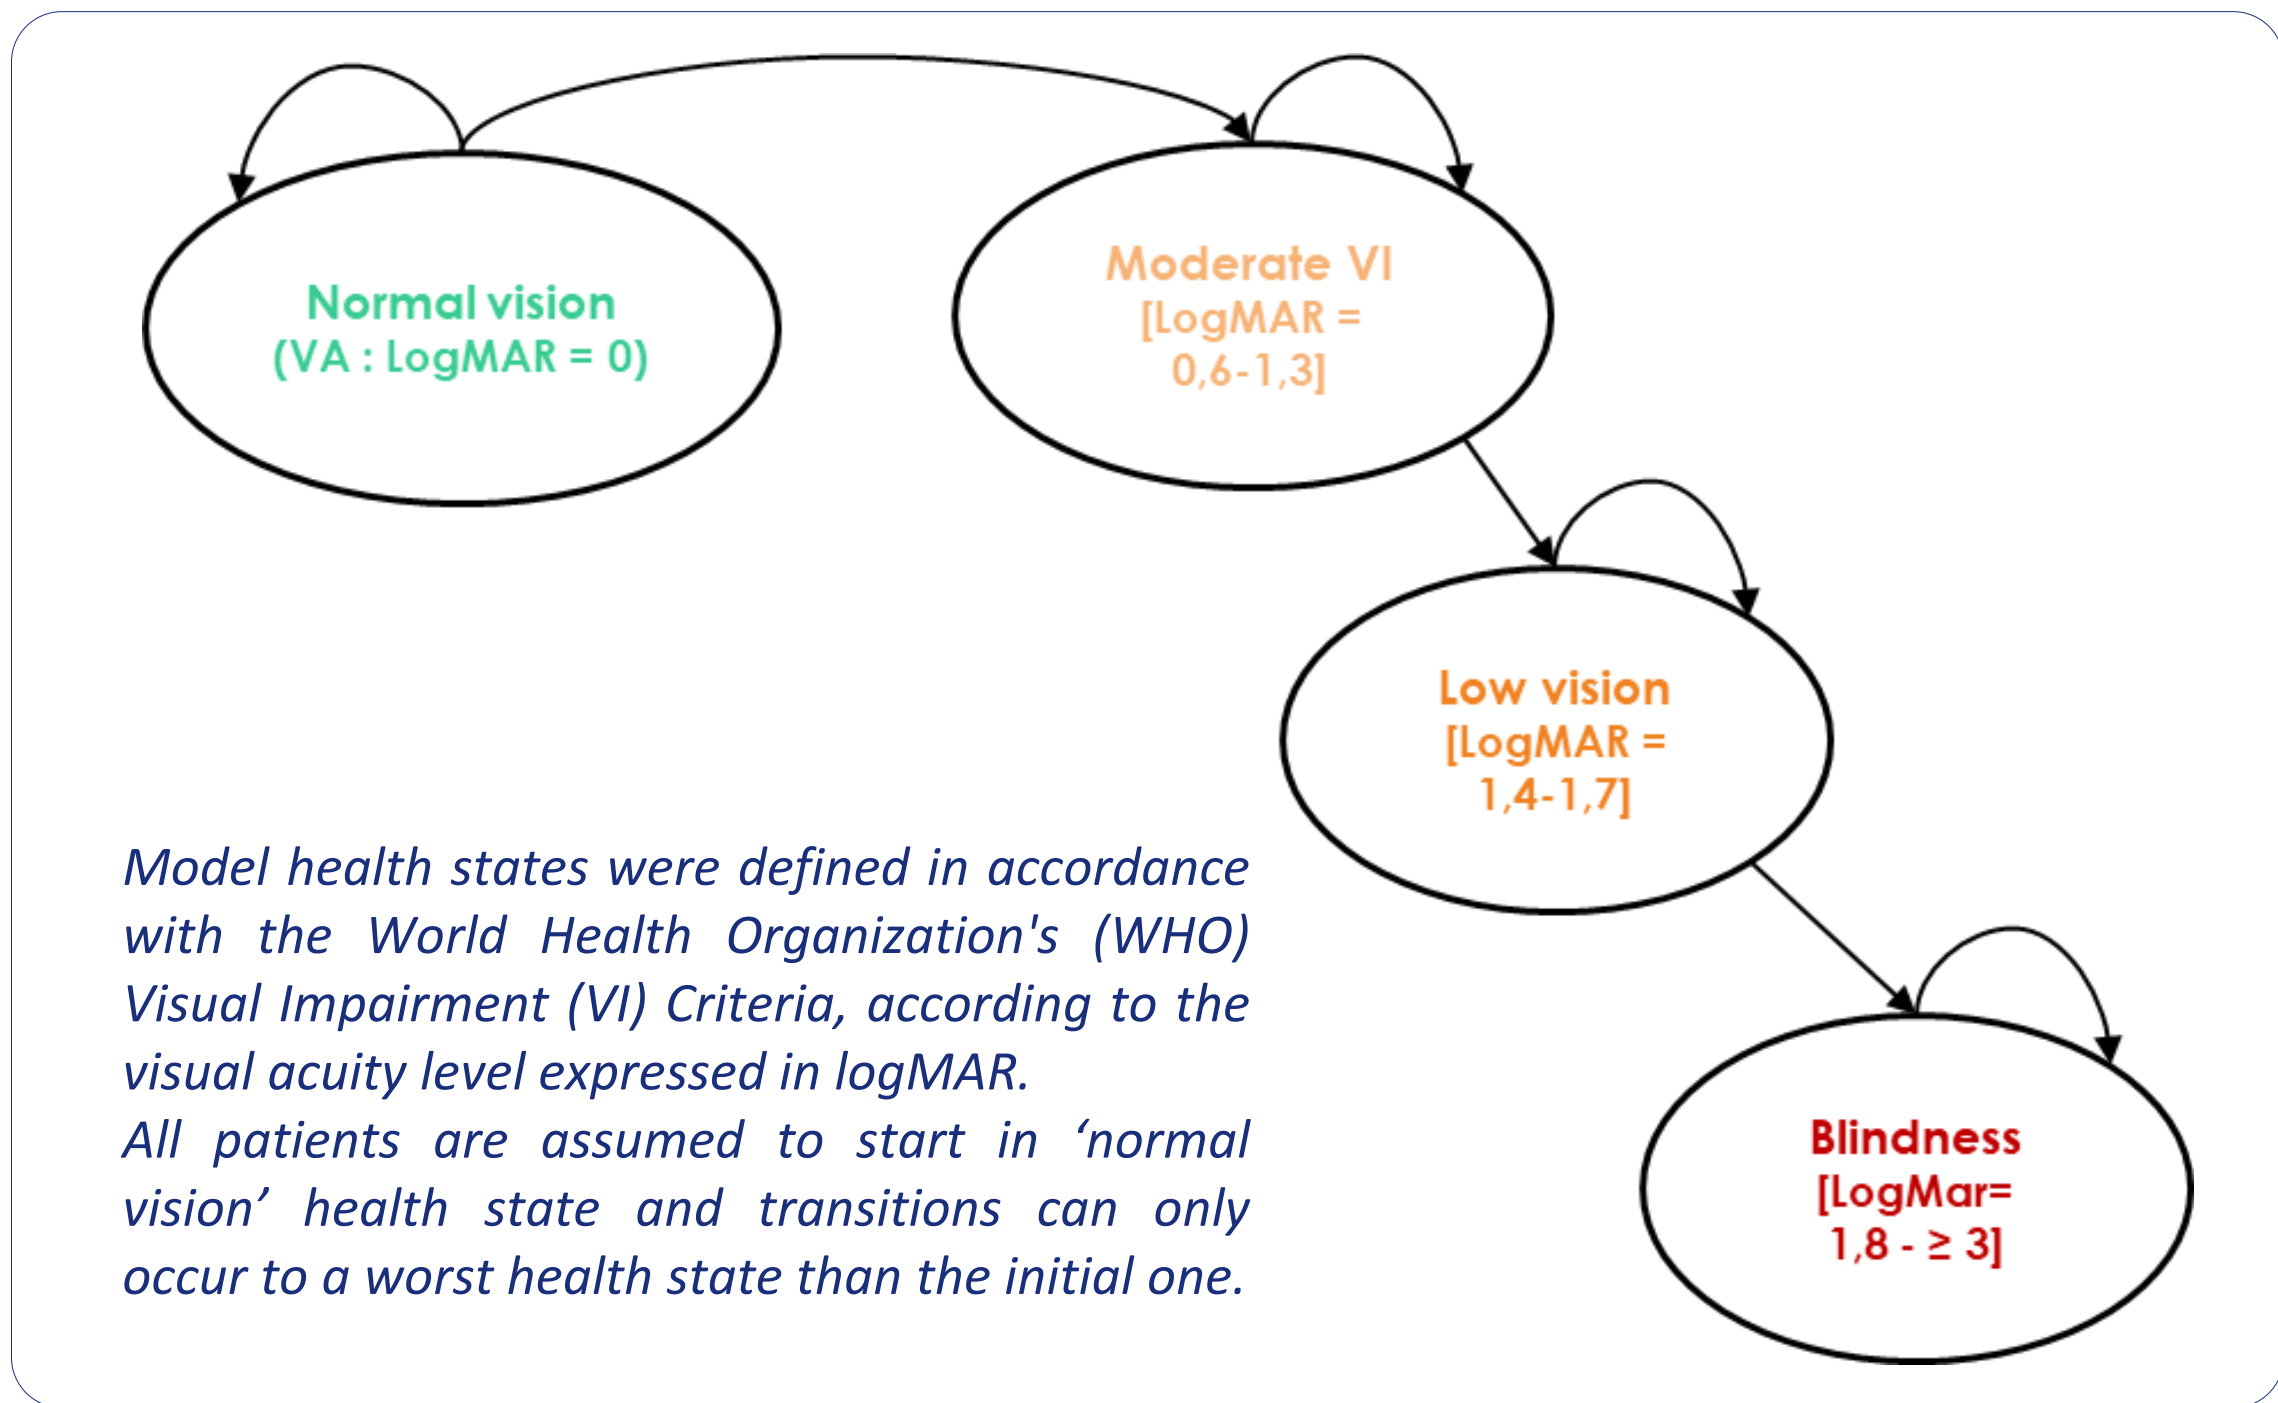 Normal vision
(VA : LogMAR = 0)
Moderate VI
[LogMAR =
0,6-1,3]
Low vision
[LogMAR =
1,4-1,7]
Blindness
[LogMar=
1,8 - ≥ 3]
Model health states were defined in accordance
with the World Health Organization's (WHO)
Visual Impairment (VI) Criteria, according to the
visual acuity level expressed in logMAR.
All patients are assumed to start in ‘normal
vision’ health state and transitions can only
occur to a worst health state than the initial one.